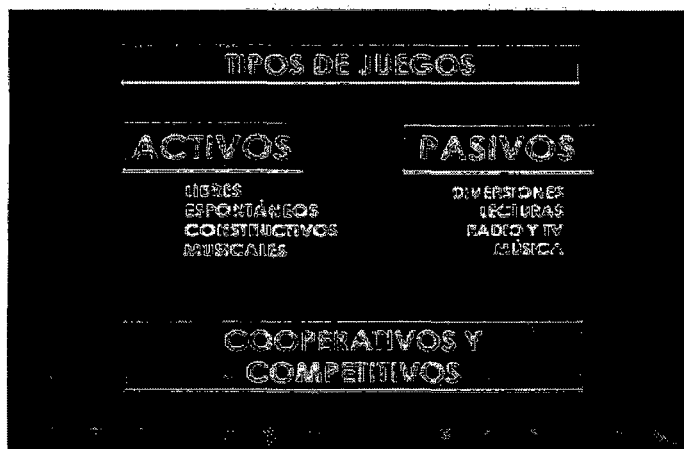 TIPOS DE JUEGOS
ACTIVOS
LIBRES
ESPONTÁNEOS
CONSTRUCTIVOS
MUSICALES
PASIVOS
DIVERSIONES
LECTURAS
RADIO Y TV
MÚSICA
COOPERATIVOS Y
COMPETITIVOS